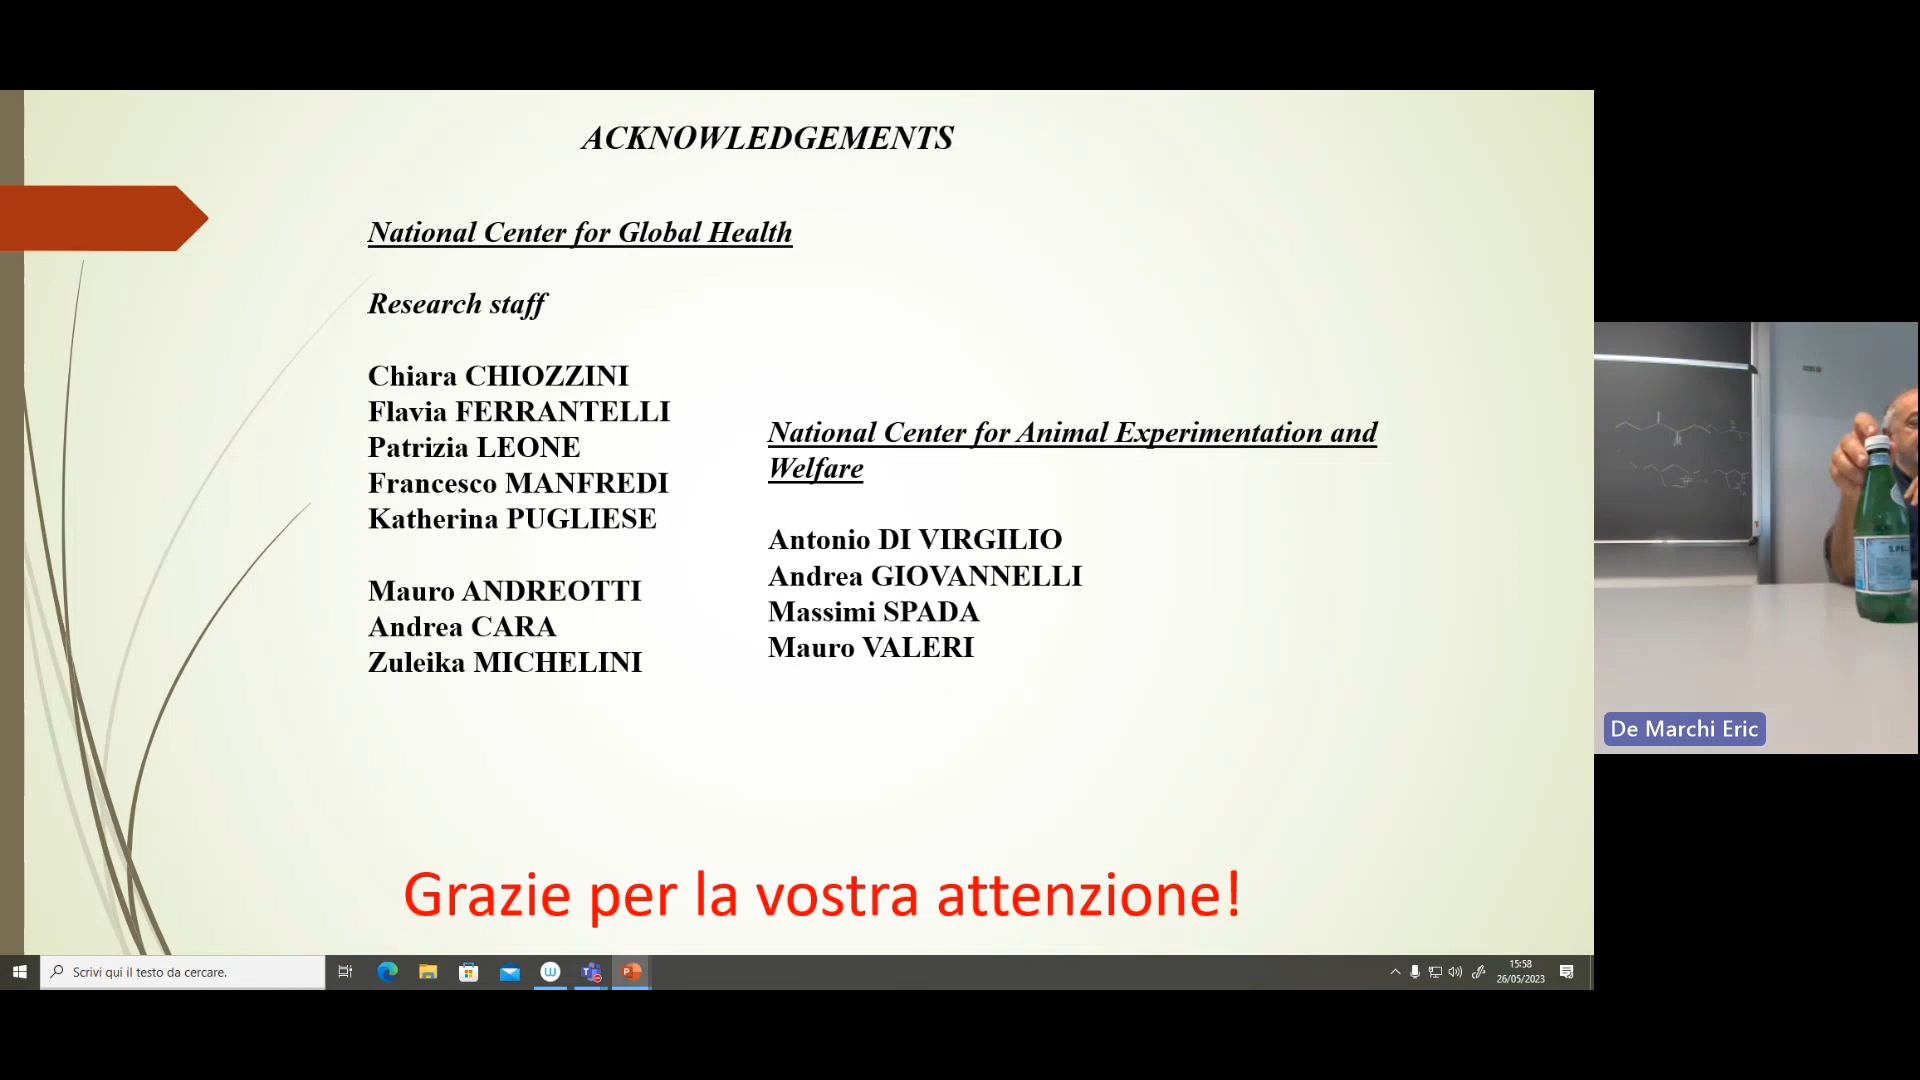 ACKNOWLEDGEMENTS
National Center for Global Health
Research staff
Chiara CHIOZZINI
Flavia FERRANTELLI
Patrizia LEONE
Francesco MANFREDI
Katherina PUGLIESE
Mauro ANDREOTTI
Andrea CARA
Zuleika MICHELINI
National Center for Animal Experimentation and
Welfare
Antonio DI VIRGILIO
Andrea GIOVANNELLI
Massimi SPADA
Mauro VALERI
Grazie per la vostra attenzione!
Scrivi qui il testo da cercare.
15:58
26/05/2023
De Marchi Eric